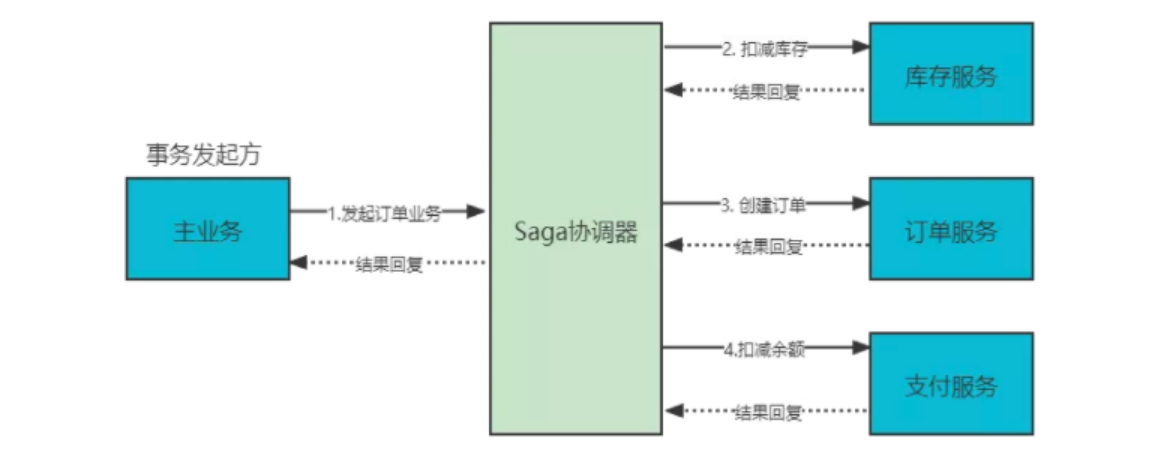 事务发起方
主业务
1.发起订单业务
结果回复
Saga协调器
2. 扣减库存
结果回复
库存服务
3. 创建订单
结果回复
订单服务
4.扣减余额
结果回复
支付服务